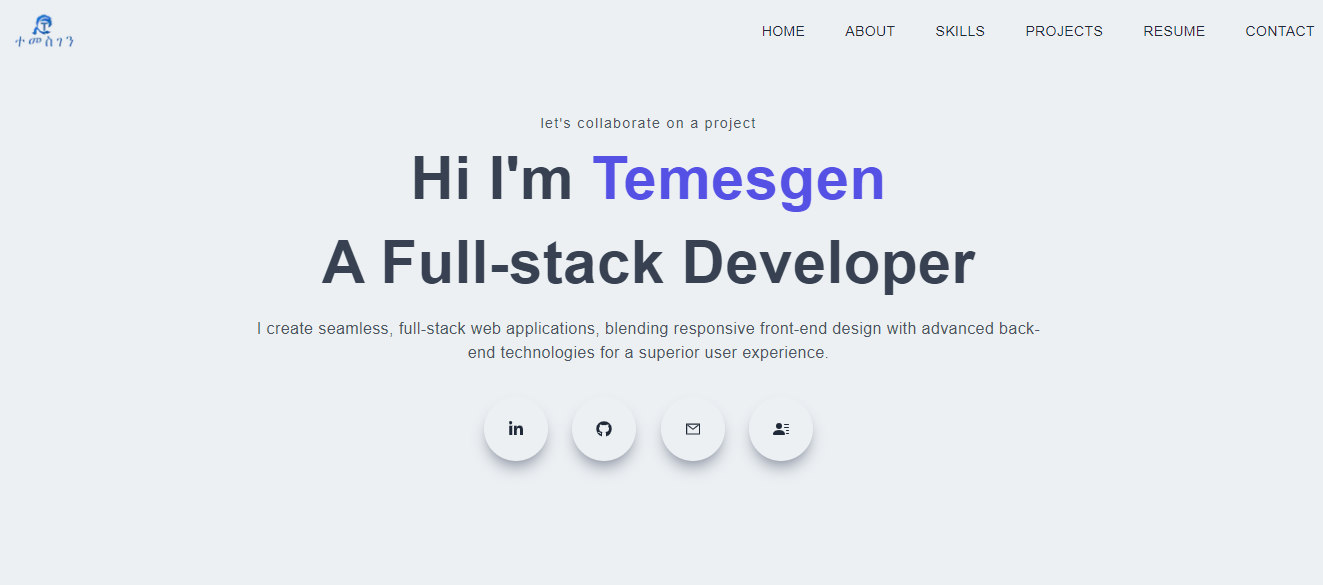 ተመስገን
HOME ABOUT SKILLS PROJECTS RESUME CONTACT
let's collaborate on a project
Hi I'm Temesgen
A Full-stack Developer
I create seamless, full-stack web applications, blending responsive front-end design with advanced back-
end technologies for a superior user experience.
in